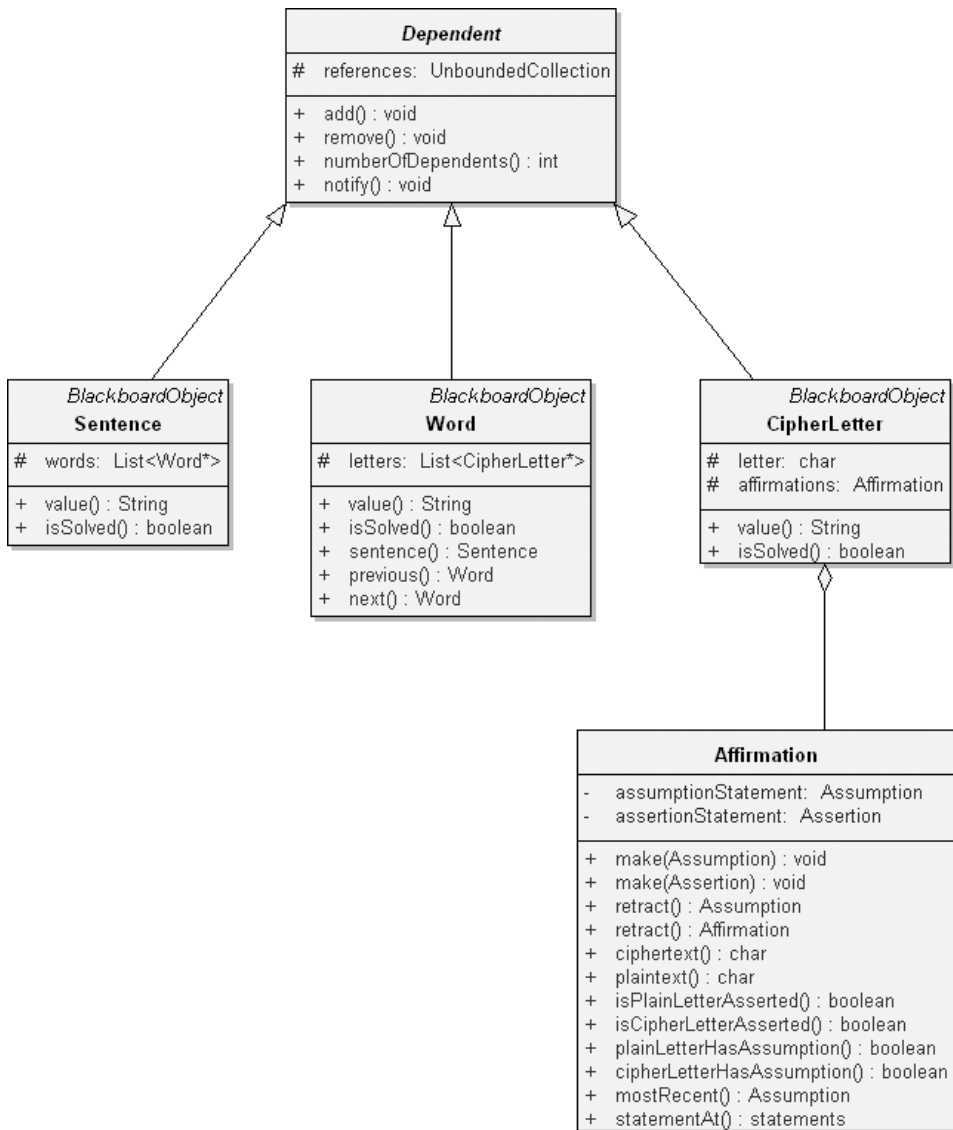 Dependent
# references: UnboundedCollection
+ add() : void
+ remove() : void
+ numberOfDependents() : int
+ notify() : void
BlackboardObject
Sentence
# words: List<Word*>
+ value() : String
+ isSolved() : boolean
BlackboardObject
Word
# letters: List<CipherLetter*>
+ value() : String
+ isSolved() : boolean
+ sentence() : Sentence
+ previous() : Word
+ next() : Word
BlackboardObject
CipherLetter
# letter: char
# affirmations: Affirmation
+ value() : String
+ isSolved() : boolean
Affirmation
- assumptionStatement: Assumption
- assertionStatement: Assertion
+ make(Assumption) : void
+ make(Assertion) : void
+ retract() : Assumption
+ retract() : Affirmation
+ ciphertext() : char
+ plaintext() : char
+ isPlainLetterAsserted() : boolean
+ isCipherLetterAsserted() : boolean
+ plainLetterHasAssumption() : boolean
+ cipherLetterHasAssumption() : boolean
+ mostRecent() : Assumption
+ statementAt() : statements